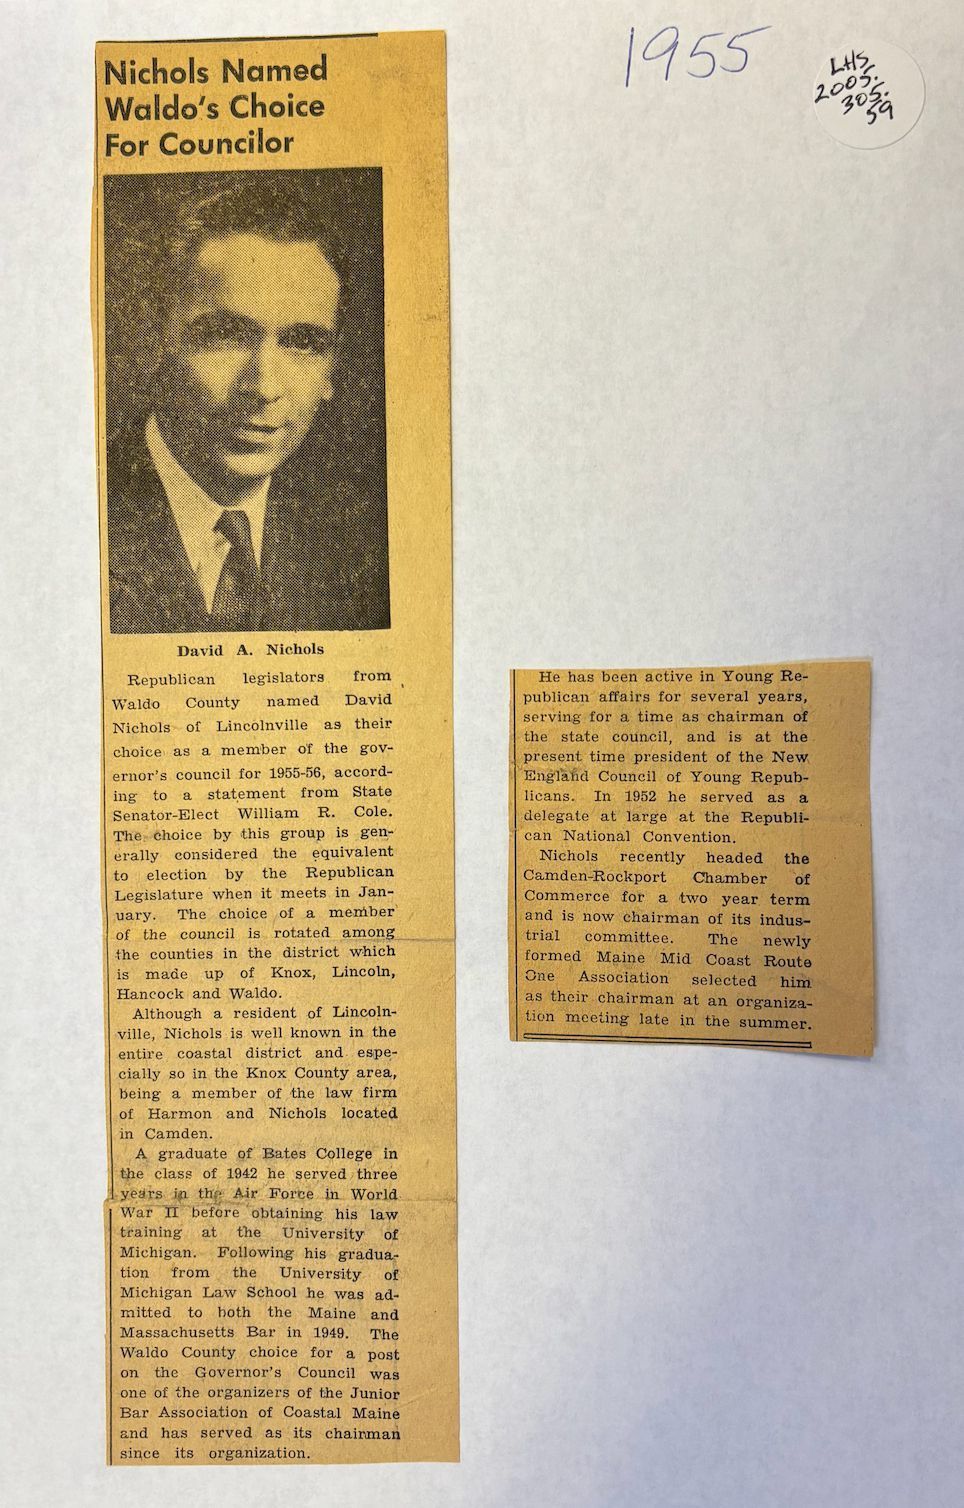 1955
LHS.
2005.
305.
59
Nichols Named
Waldo's Choice
For Councilor
David A. Nichols
Republican legislators from
Waldo County named David
Nichols of Lincolnville as their
choice as a member of the gov-
ernor's council for 1955-56, accord-
ing to a statement from State
Senator-Elect William R. Cole.
The choice by this group is gen-
erally considered the equivalent
to election by the Republican
Legislature when it meets in Jan-
uary. The choice of a member
of the council is rotated among
the counties in the district which
is made up of Knox, Lincoln,
Hancock and Waldo.
Although a resident of Lincoln-
ville, Nichols is well known in the
entire coastal district and espe-
cially so in the Knox County area,
being a member of the law firm
of Harmon and Nichols located
in Camden.
A graduate of Bates College in
the class of 1942 he served three
years in the Air Force in World
War II before obtaining his law
training at the University of
Michigan. Following his gradua-
tion from the University of
Michigan Law School he was ad-
mitted to both the Maine and
Massachusetts Bar in 1949. The
Waldo County choice for a post
on the Governor's Council was
one of the organizers of the Junior
Bar Association of Coastal Maine
and has served as its chairman
since its organization.
He has been active in Young Re-
publican affairs for several years,
serving for a time as chairman of
the state council, and is at the
present time president of the New
England Council of Young Repub-
licans. In 1952 he served as a
delegate at large at the Republi-
can National Convention.
Nichols recently headed the
Camden-Rockport Chamber of
Commerce for a two year term
and is now chairman of its indus-
trial committee. The newly
formed Maine Mid Coast Route
One Association selected him
as their chairman at an organiza-
tion meeting late in the summer.